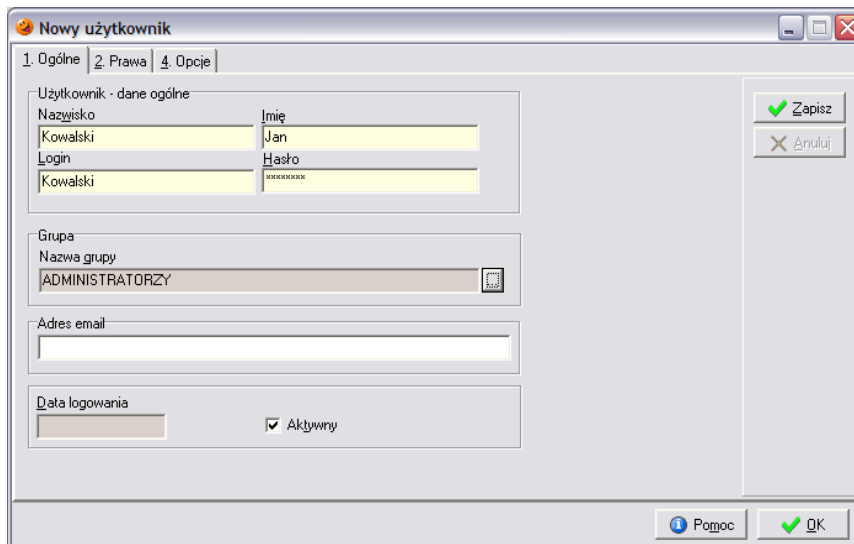 Nowy użytkownik
1. Ogólne 2. Prawa 4. Opcje
Użytkownik - dane ogólne
Nazwisko Imię
Kowalski Jan
Login Hasło
Kowalski ********
Zapisz
Anuluj
Grupa
Nazwa grupy
ADMINISTRATORZY
Adres email
Data logowania
Aktywny
Pomoc OK